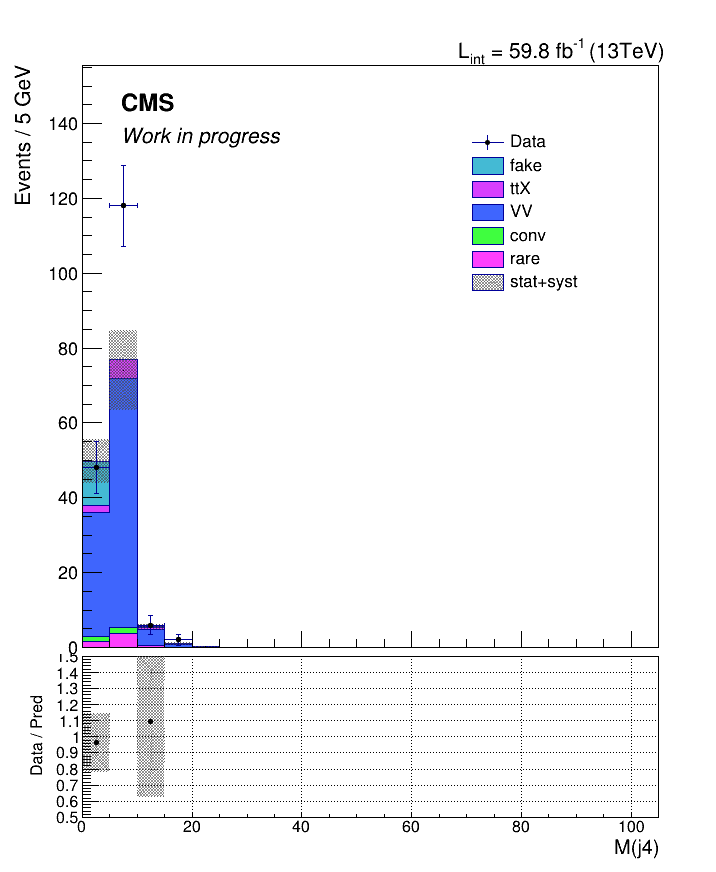 L_int = 59.8 fb^-1 (13TeV)
Events / 5 GeV
CMS
Work in progress
Data
fake
ttX
VV
conv
rare
stat+syst
140
120
100
80
60
40
20
0
Data / Pred
1.5
1.4
1.3
1.2
1.1
1
0.9
0.8
0.7
0.6
0.5
0 20 40 60 80 100
M(j4)